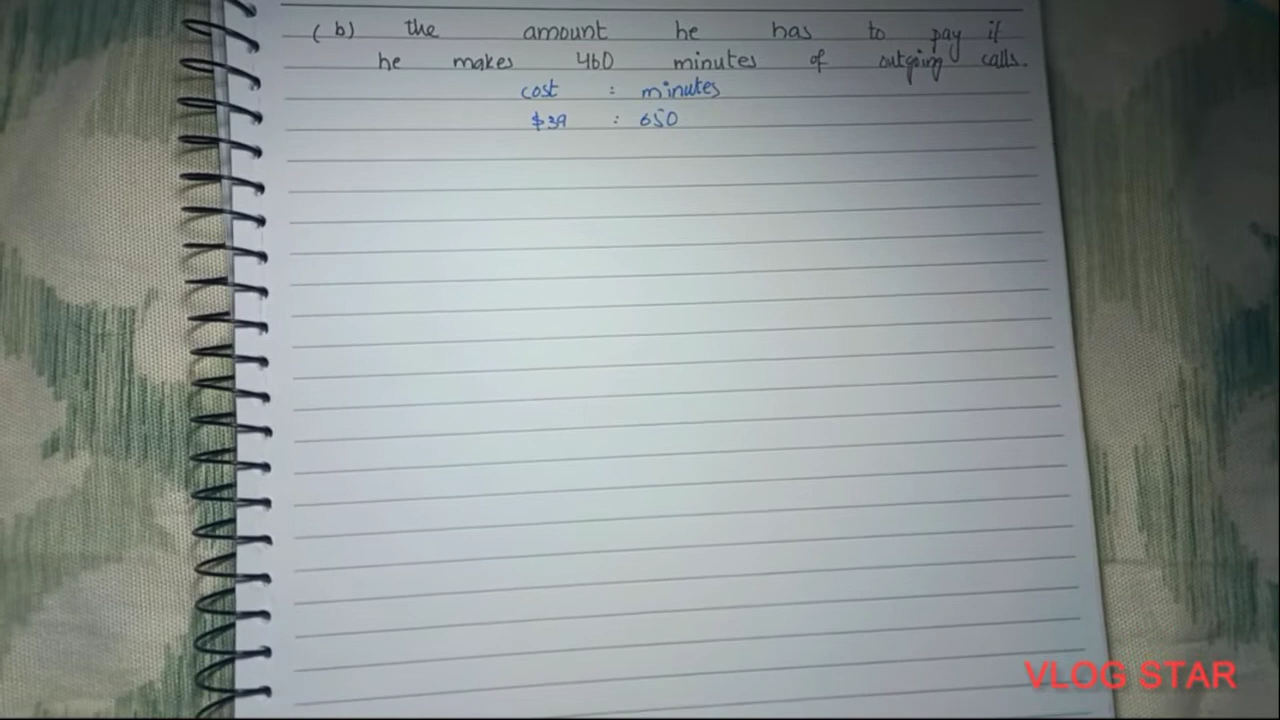 (b) the amount he has to pay if
he makes 460 minutes of outgoing calls.
cost : minutes
$39 : 650
VLOG STAR